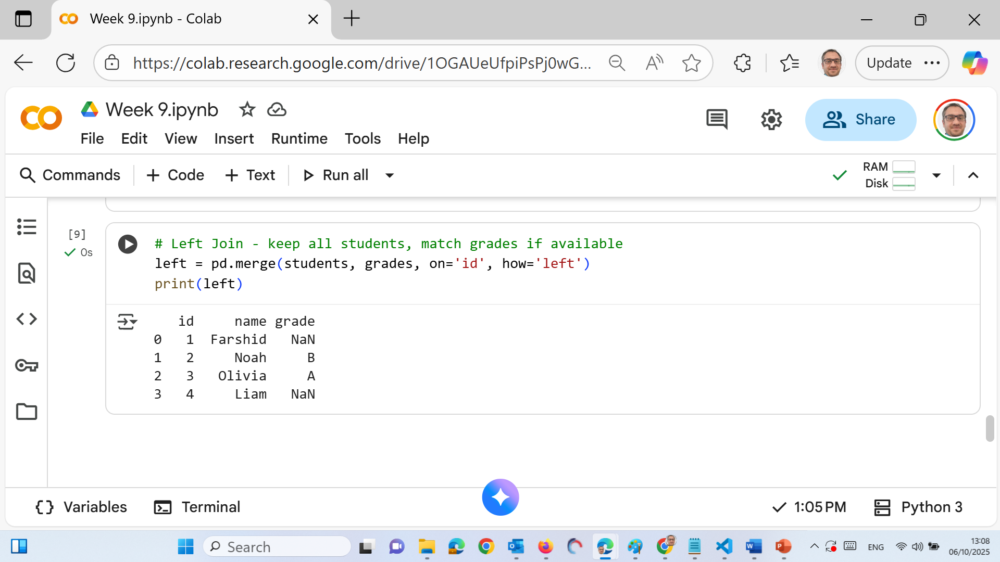 Week 9.ipynb - Colab
https://colab.research.google.com/drive/1OGAUeUfpiPsPj0wG...
Update
Week 9.ipynb
File Edit View Insert Runtime Tools Help
Share
Commands + Code + Text Run all
RAM
Disk
[9]
0s
# Left Join - keep all students, match grades if available
left = pd.merge(students, grades, on='id', how='left')
print(left)
id name grade
0 1 Farshid NaN
1 2 Noah B
2 3 Olivia A
3 4 Liam NaN
Variables Terminal
1:05 PM Python 3
Search
ENG
13:08
06/10/2025